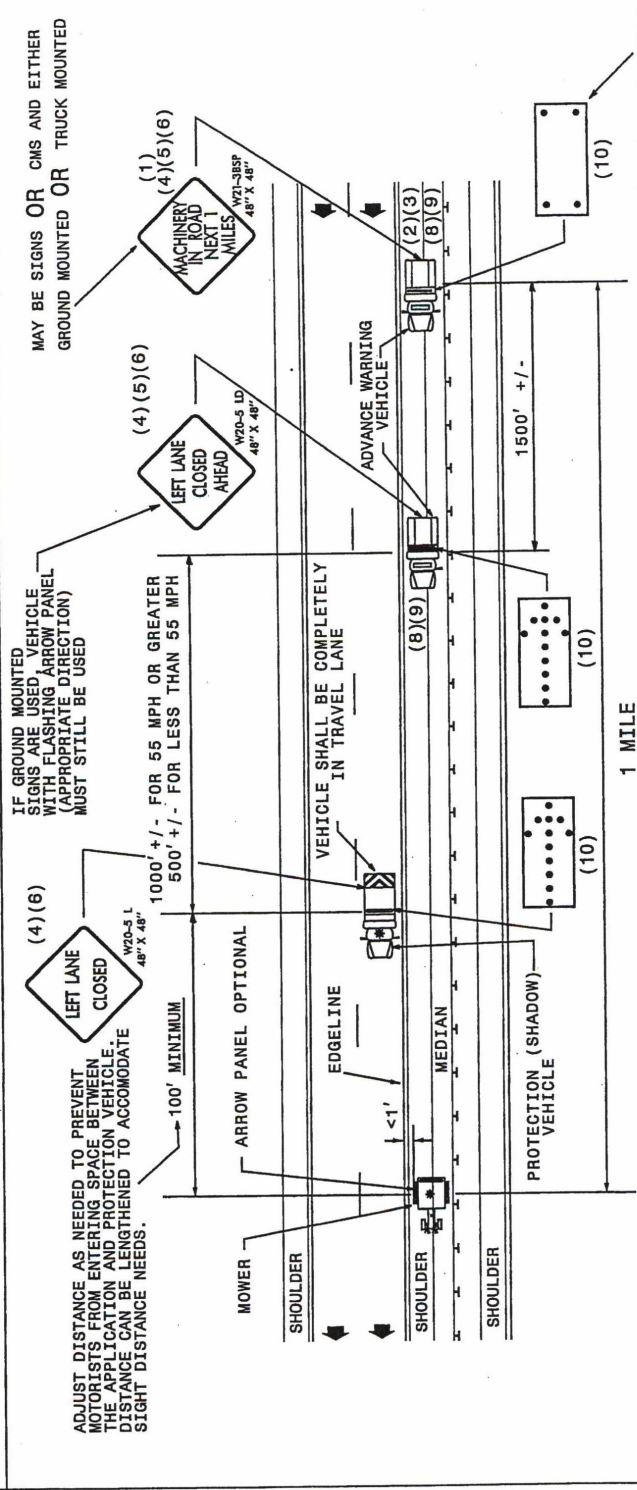 MAY BE SIGNS OR CMS AND EITHER
GROUND MOUNTED OR TRUCK MOUNTED
MACHINERY
IN ROAD
NEXT 1
MILES
W21-3BSP
48" X 48"
(1)
(4)(5)(6)
IF GROUND MOUNTED
SIGNS ARE USED, VEHICLE
WITH FLASHING ARROW PANEL
(APPROPRIATE DIRECTION)
MUST STILL BE USED
LEFT LANE
CLOSED
AHEAD
W20-5 LD
48" X 48"
(4)(5)(6)
LEFT LANE
CLOSED
W20-5 L
48" X 48"
(4)(6)
ADJUST DISTANCE AS NEEDED TO PREVENT
MOTORISTS FROM ENTERING SPACE BETWEEN
THE APPLICATION AND PROTECTION VEHICLE.
DISTANCE CAN BE LENGTHENED TO ACCOMODATE
SIGHT DISTANCE NEEDS.
100' MINIMUM
1000'+/- FOR 55 MPH OR GREATER
500'+/- FOR LESS THAN 55 MPH
MOWER
ARROW PANEL OPTIONAL
EDGELINE
VEHICLE SHALL BE COMPLETELY
IN TRAVEL LANE
ADVANCE WARNING
VEHICLE
SHOULDER
<1'
SHOULDER
MEDIAN
(8)(9)
(2)(3)
(8)(9)
SHOULDER
PROTECTION (SHADOW)
VEHICLE
1500' +/-
(10)
(10)
(10)
1 MILE